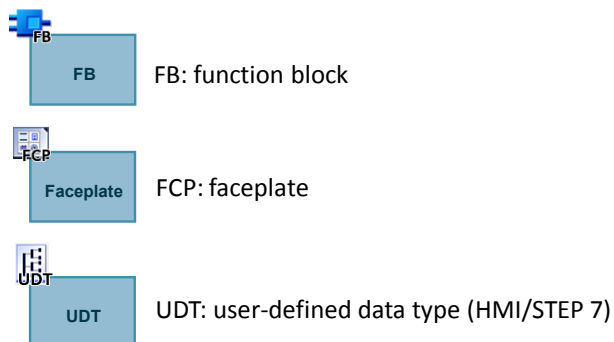 FB
FB
FB: function block
FCP
Faceplate
FCP: faceplate
UDT
UDT
UDT: user-defined data type (HMI/STEP 7)